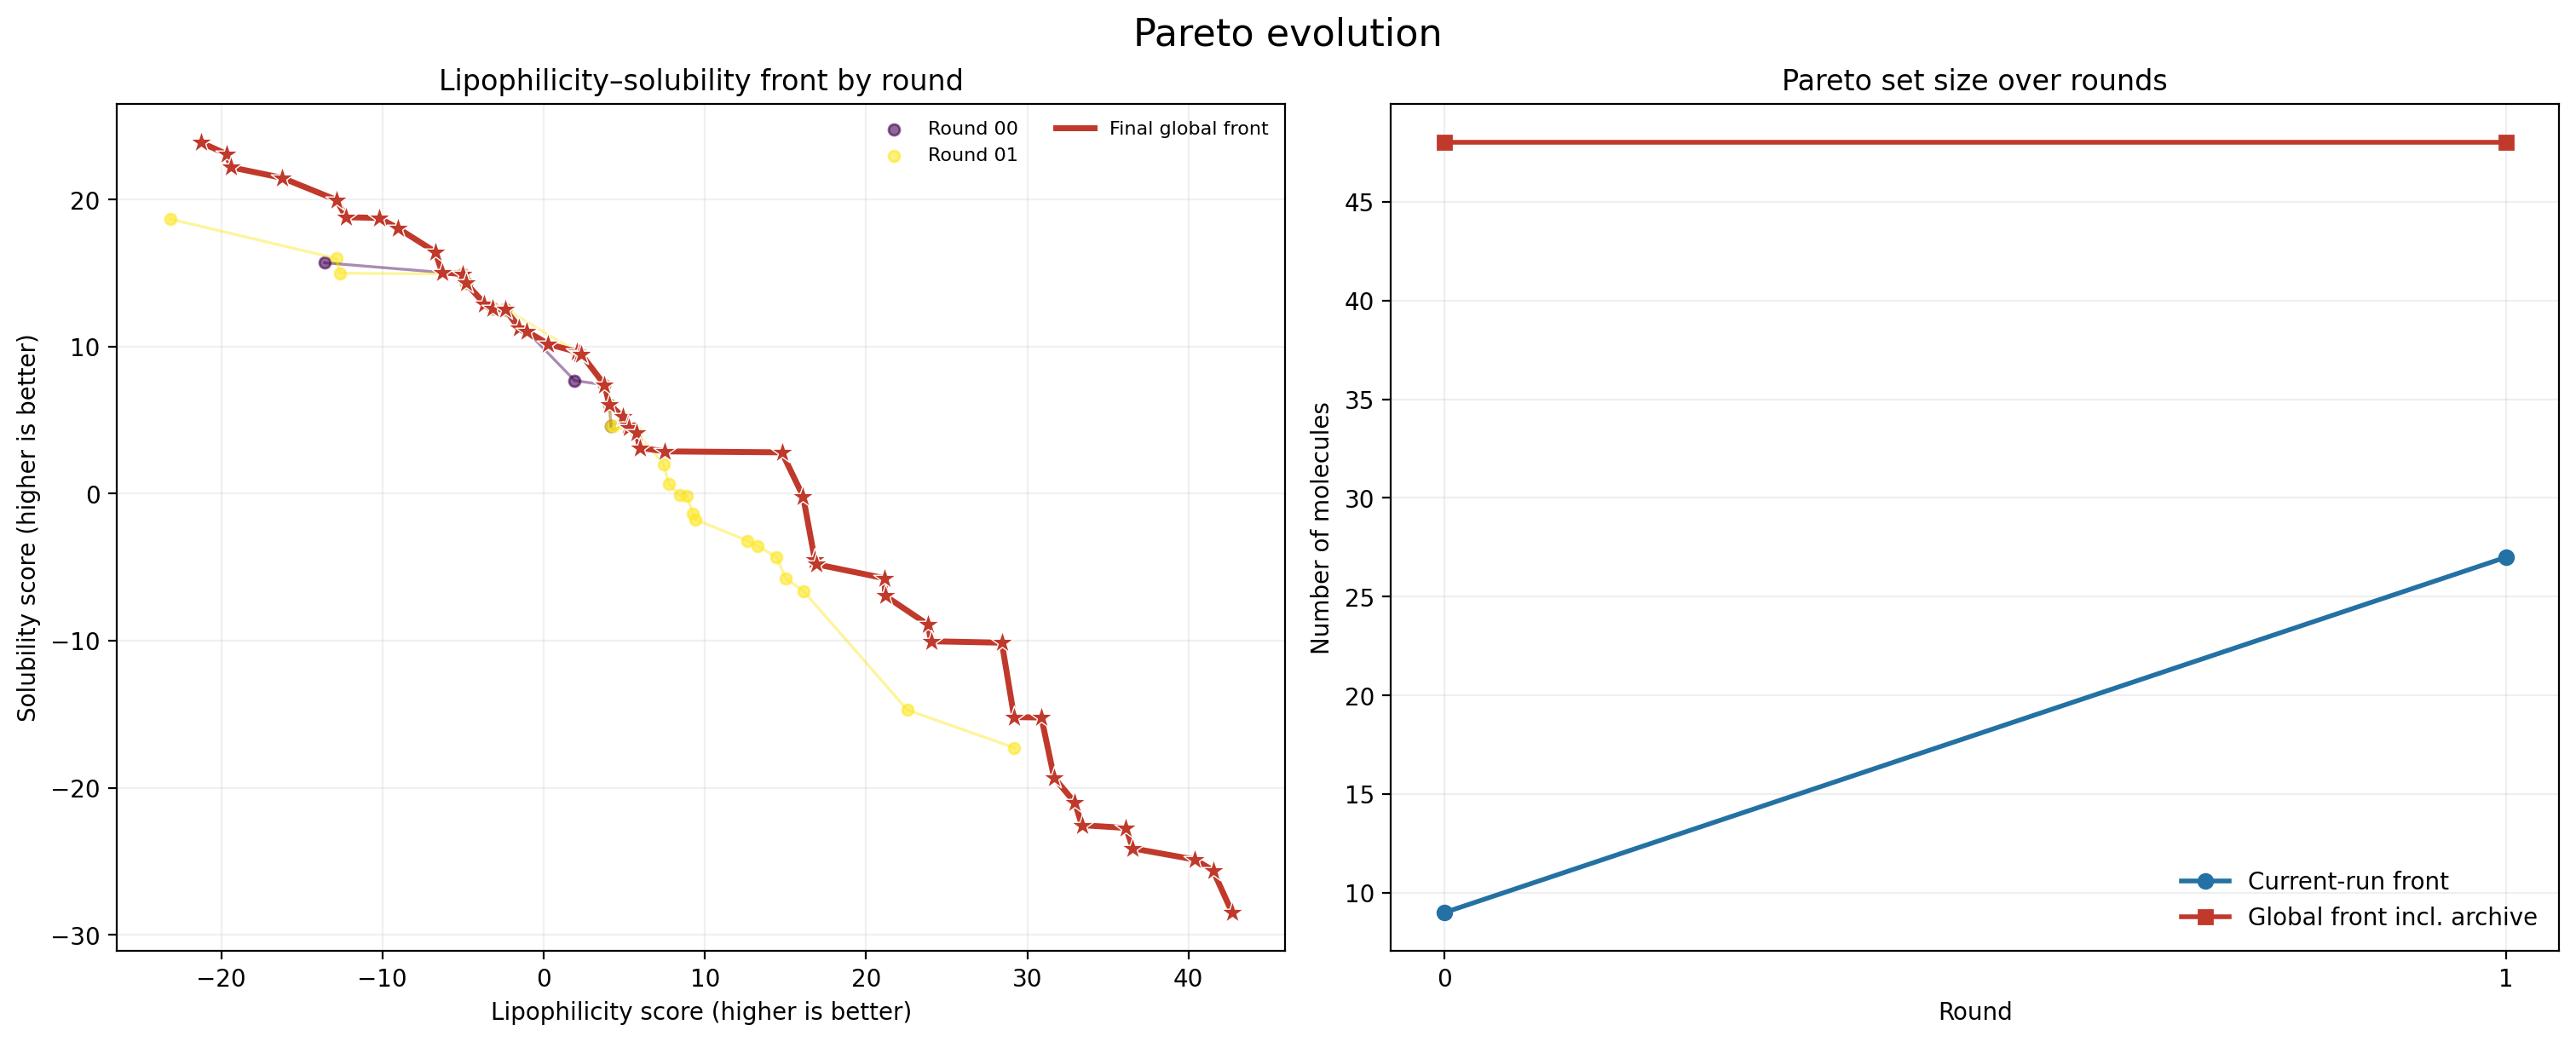 Pareto evolution
Lipophilicity–solubility front by round
Round 00
Round 01
Final global front
20
10
0
−10
−20
−30
Solubility score (higher is better)
−20
−10
0
10
20
30
40
Lipophilicity score (higher is better)
Pareto set size over rounds
45
40
35
30
25
20
15
10
Number of molecules
Current-run front
Global front incl. archive
0
1
Round